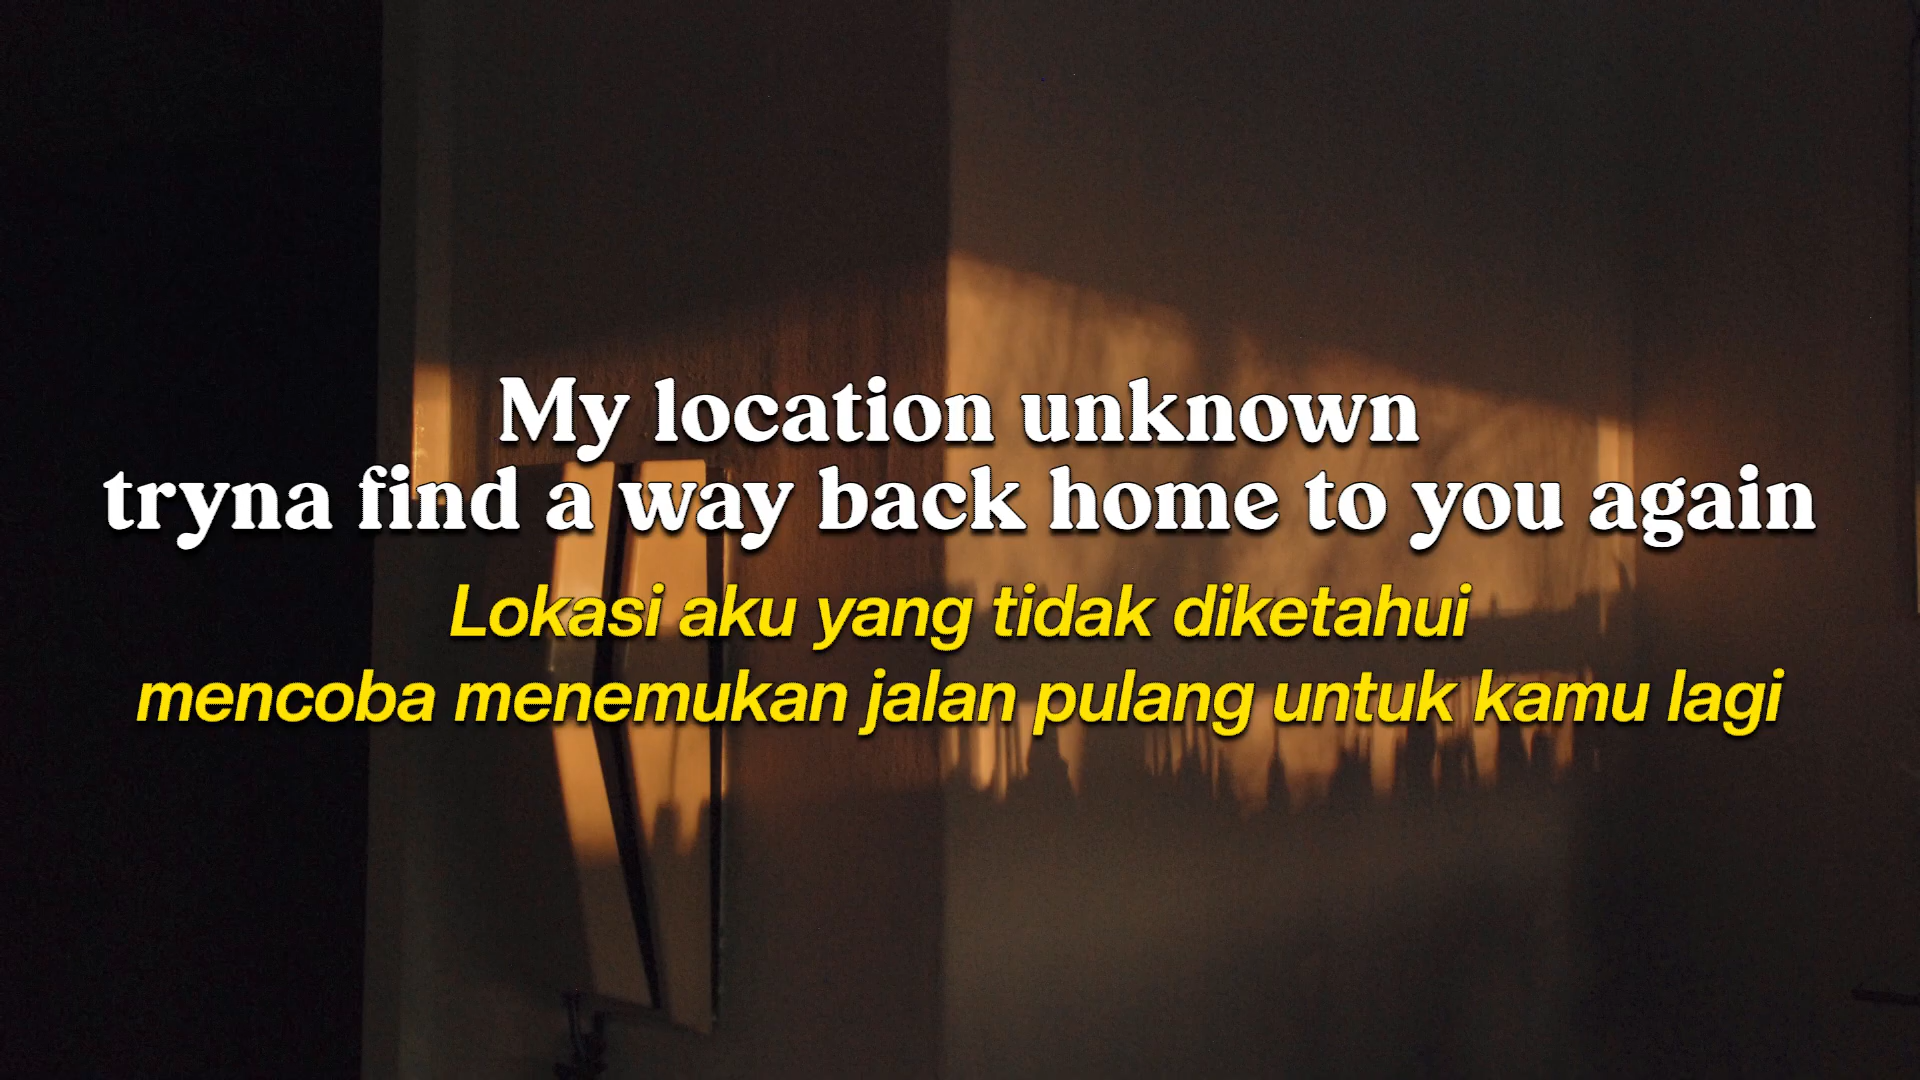 My location unknown
tryna find a way back home to you again
Lokasi aku yang tidak diketahui
mencoba menemukan jalan pulang untuk kamu lagi